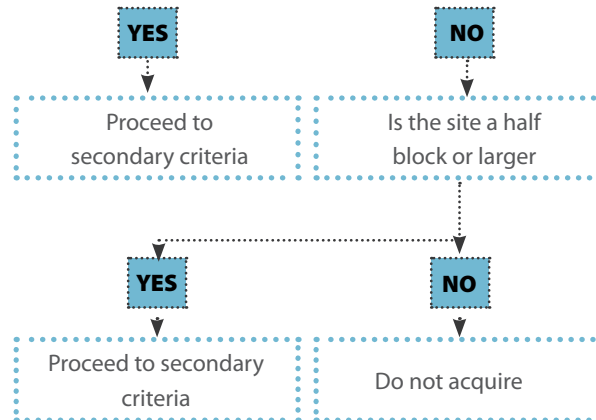 YES
NO
Proceed to
secondary criteria
Is the site a half
block or larger
YES
NO
Proceed to secondary
criteria
Do not acquire